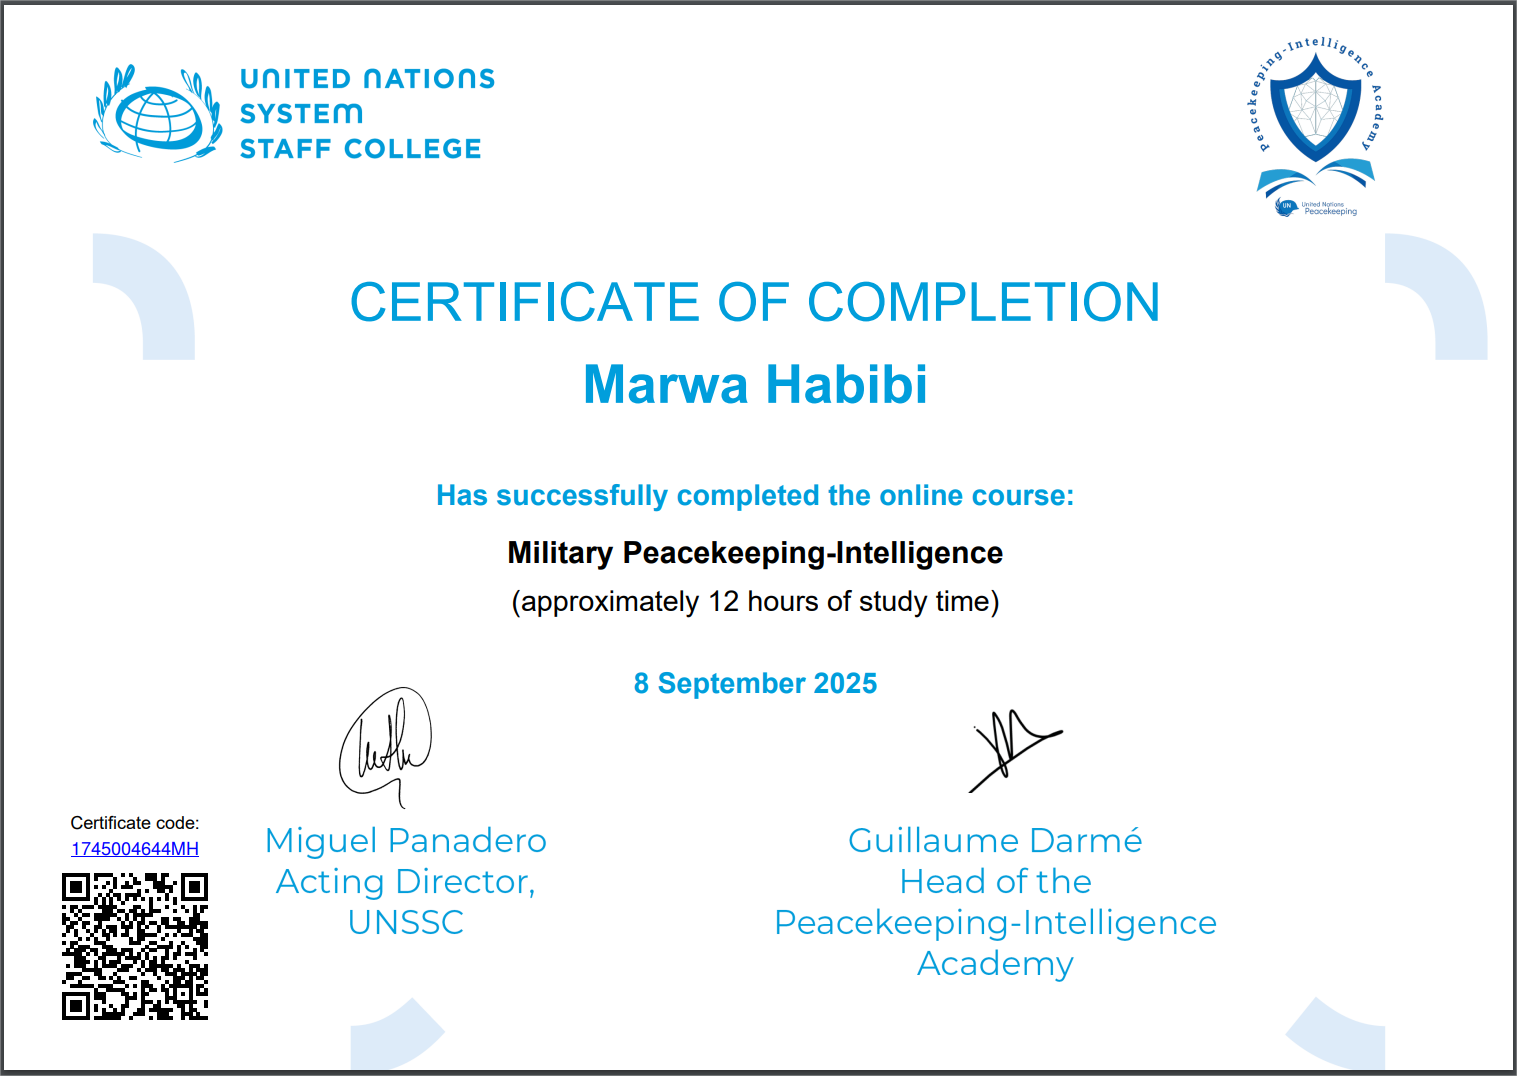 UNITED NATIONS
SYSTEM
STAFF COLLEGE
Peacekeeping-Intelligence Academy
UN
United Nations
Peacekeeping
CERTIFICATE OF COMPLETION
Marwa Habibi
Has successfully completed the online course:
Military Peacekeeping-Intelligence
(approximately 12 hours of study time)
8 September 2025
Certificate code:
1745004644MH
Miguel Panadero
Acting Director,
UNSSC
Guillaume Darmé
Head of the
Peacekeeping-Intelligence
Academy